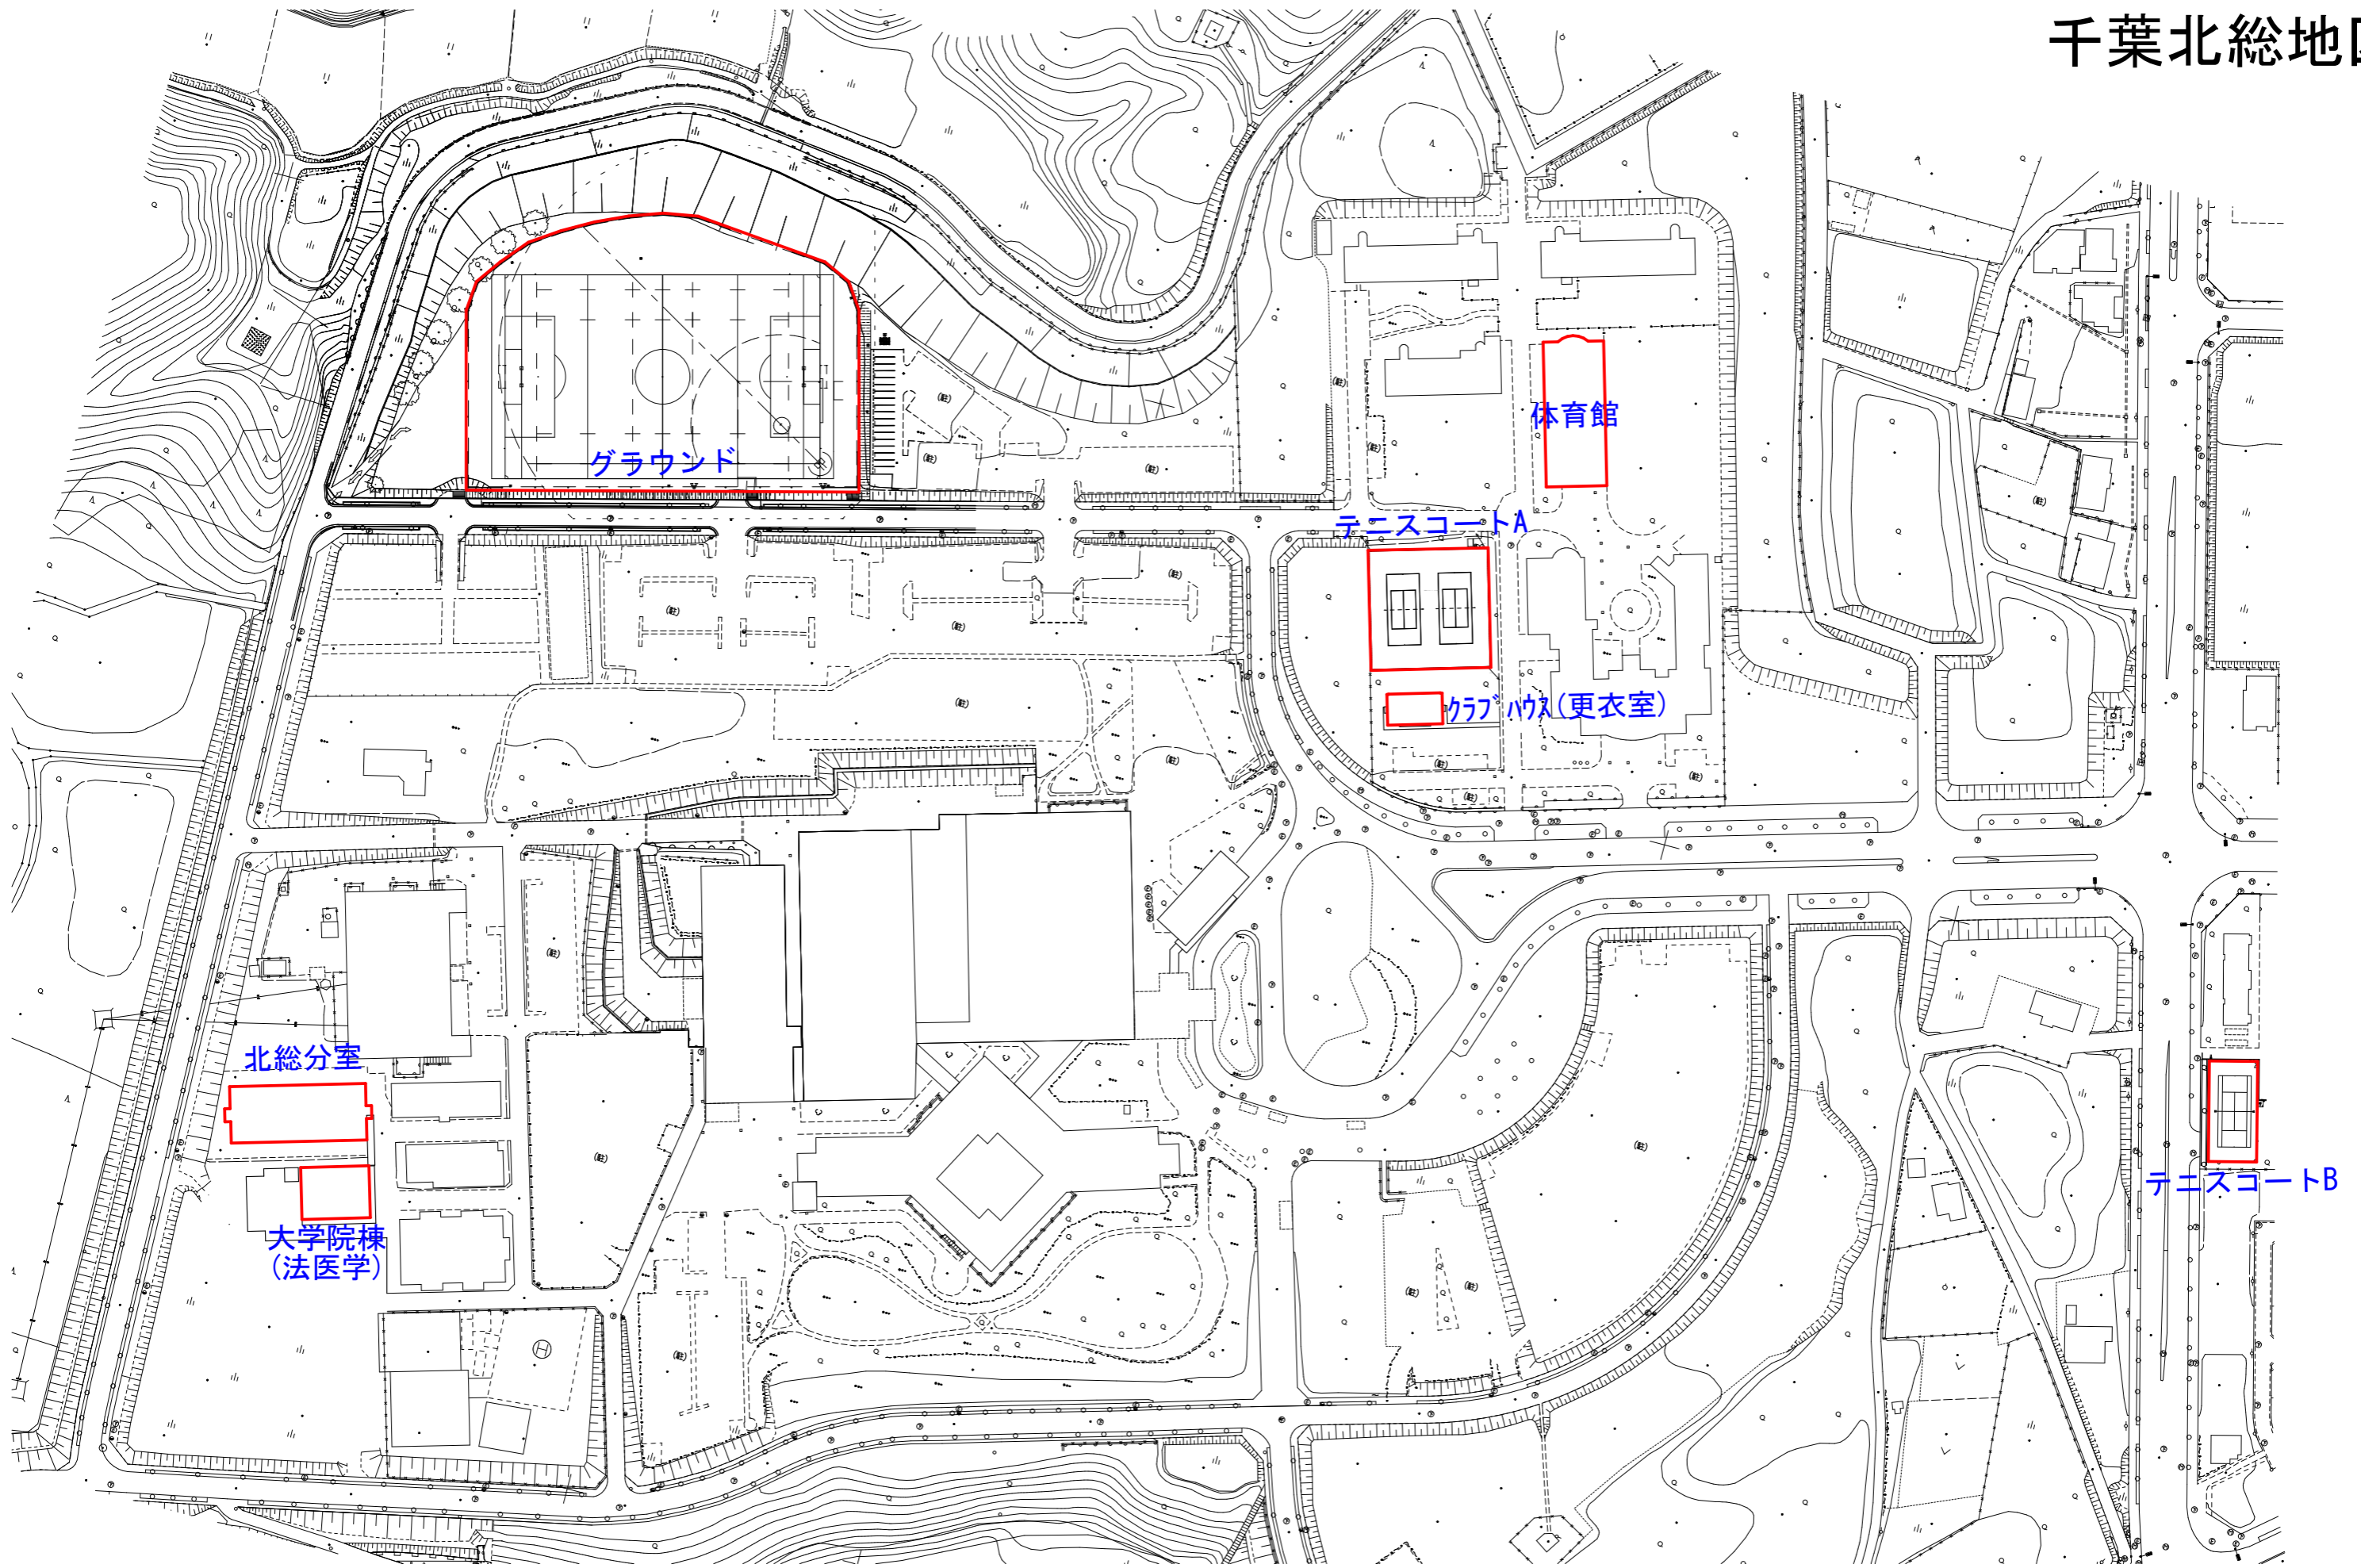 千葉北総地区
グラウンド
体育館
テニスコートA
クラブハウス(更衣室)
北総分室
大学院棟
(法医学)
テニスコートB